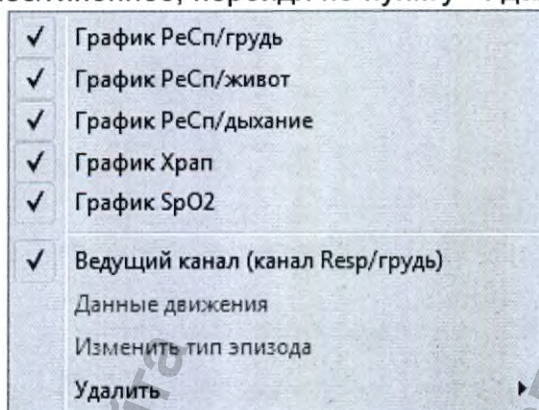 График РеСп/грудь
График РеСп/живот
График РеСп/дыхание
График Храп
График SpO2
Ведущий канал (канал Resp/грудь)
Данные движения
Изменить тип эпизода
Удалить